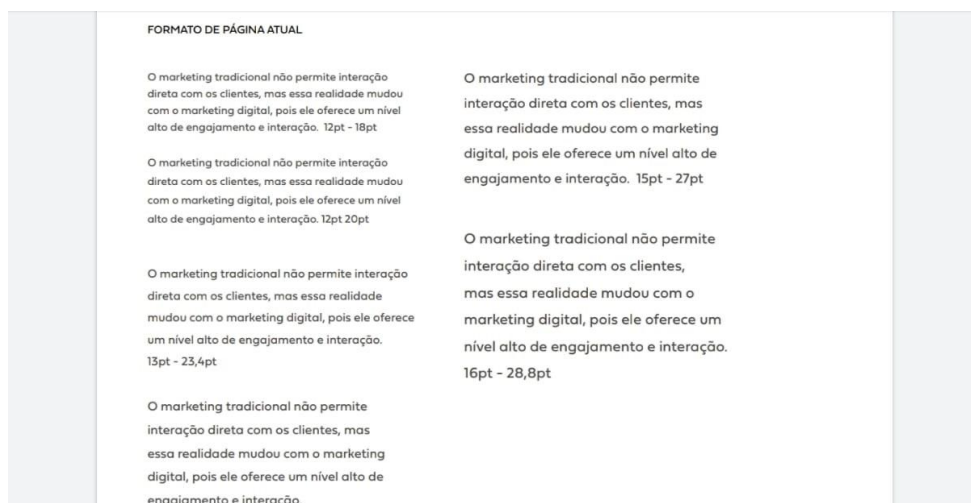 FORMATO DE PÁGINA ATUAL
O marketing tradicional não permite interação
direta com os clientes, mas essa realidade mudou
com o marketing digital, pois ele oferece um nível
alto de engajamento e interação.  12pt - 18pt
O marketing tradicional não permite interação
direta com os clientes, mas essa realidade mudou
com o marketing digital, pois ele oferece um nível
alto de engajamento e interação. 12pt 20pt
O marketing tradicional não permite interação
direta com os clientes, mas essa realidade
mudou com o marketing digital, pois ele oferece
um nível alto de engajamento e interação.
13pt - 23,4pt
O marketing tradicional não permite
interação direta com os clientes, mas
essa realidade mudou com o marketing
digital, pois ele oferece um nível alto de
engajamento e interação.
O marketing tradicional não permite
interação direta com os clientes, mas
essa realidade mudou com o marketing
digital, pois ele oferece um nível alto de
engajamento e interação.  15pt - 27pt
O marketing tradicional não permite
interação direta com os clientes,
mas essa realidade mudou com o
marketing digital, pois ele oferece um
nível alto de engajamento e interação.
16pt - 28,8pt